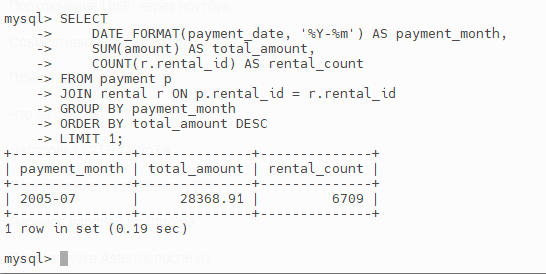 mysql> SELECT
    ->     DATE_FORMAT(payment_date, '%Y-%m') AS payment_month,
    ->     SUM(amount) AS total_amount,
    ->     COUNT(r.rental_id) AS rental_count
    -> FROM payment p
    -> JOIN rental r ON p.rental_id = r.rental_id
    -> GROUP BY payment_month
    -> ORDER BY total_amount DESC
    -> LIMIT 1;
+---------------+--------------+--------------+
| payment_month | total_amount | rental_count |
+---------------+--------------+--------------+
| 2005-07       |     28368.91 |         6709 |
+---------------+--------------+--------------+
1 row in set (0.19 sec)
mysql>